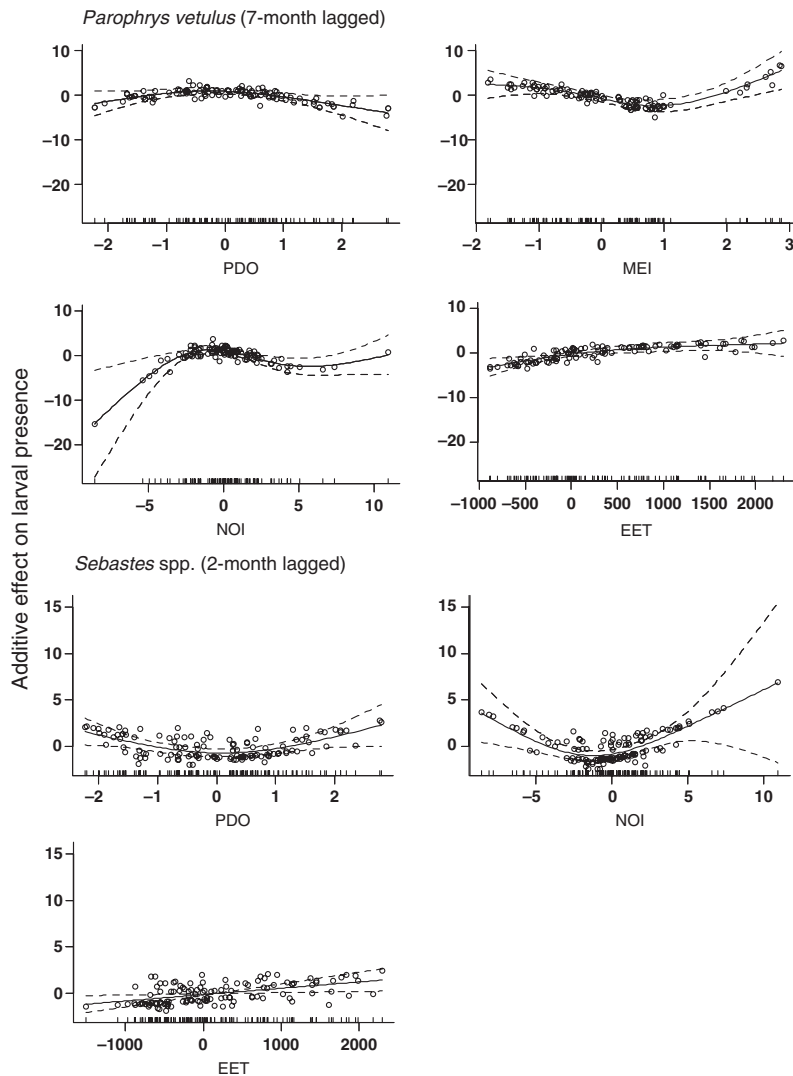 Parophrys vetulus (7-month lagged)
10
0
−10
−20
−2 −1 0 1 2
PDO
10
0
−10
−20
−2 −1 0 1 2 3
MEI
10
0
−10
−20
−5 0 5 10
NOI
10
0
−10
−20
−1000 −500 0 500 1000 1500 2000
EET
Additive effect on larval presence
Sebastes spp. (2-month lagged)
15
10
5
0
−2 −1 0 1 2
PDO
15
10
5
0
−5 0 5 10
NOI
15
10
5
0
−1000 0 1000 2000
EET